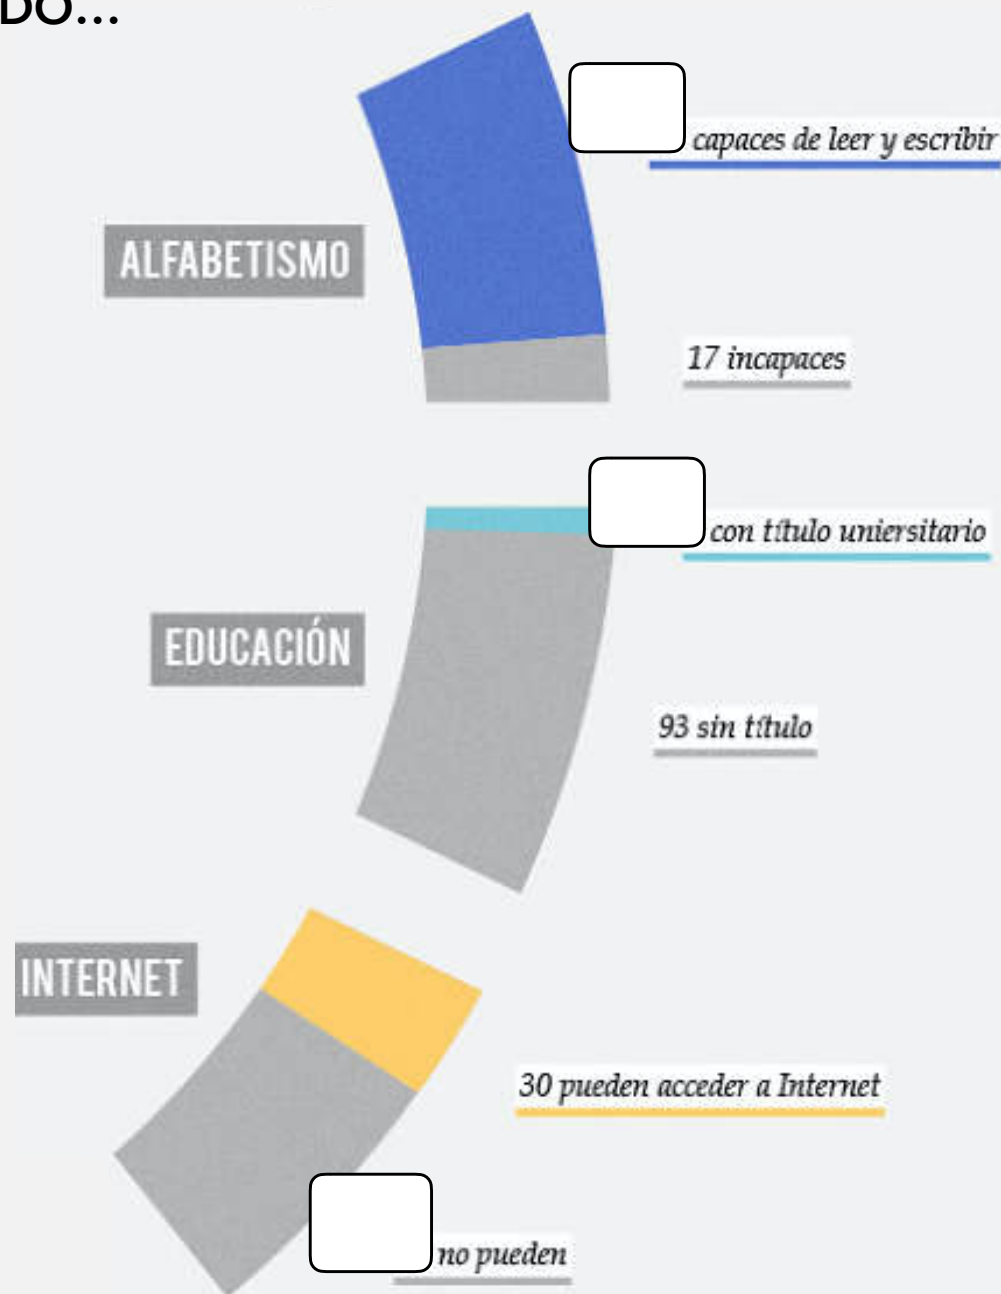 DO...
capaces de leer y escribir
ALFABETISMO
17 incapaces
con título uniersitario
EDUCACIÓN
93 sin título
INTERNET
30 pueden acceder a Internet
no pueden